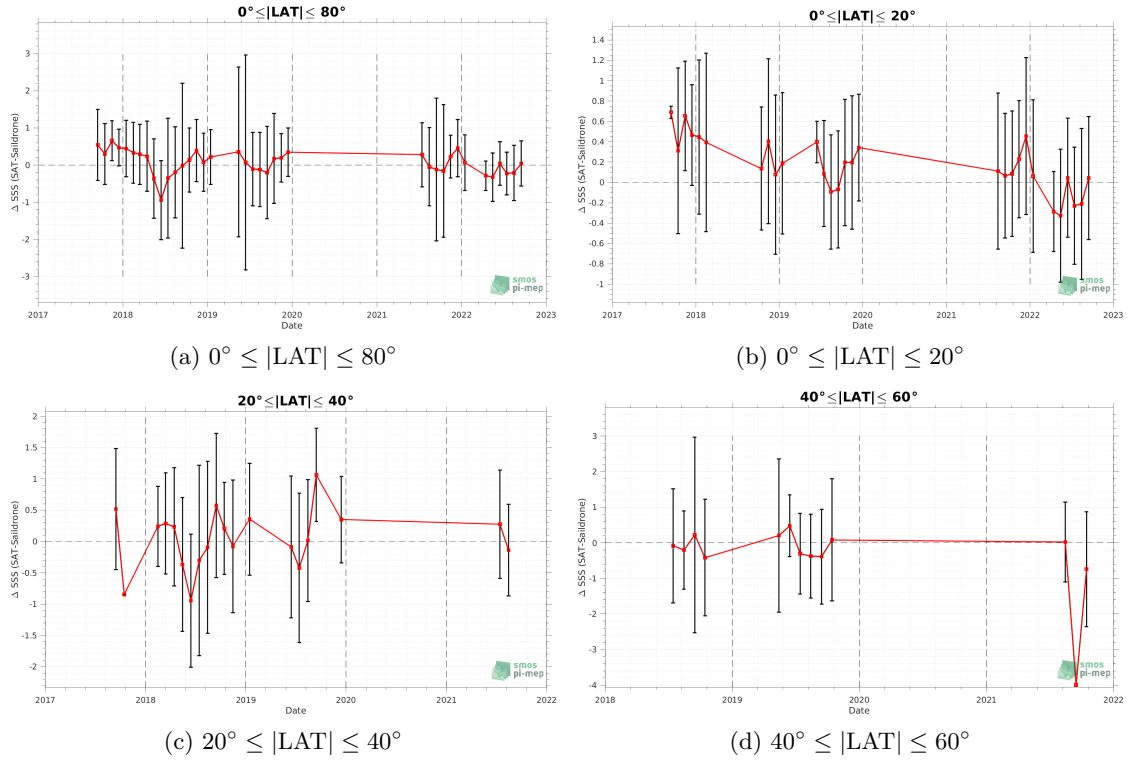 0°≤|LAT|≤ 80°
Δ SSS (SAT-Saildrone)
3
2
1
0
-1
-2
-3
2017 2018 2019 2020 2021 2022 2023
Date
smos
pi-mep
(a) 0° ≤ |LAT| ≤ 80°
0°≤|LAT|≤ 20°
Δ SSS (SAT-Saildrone)
1.4
1.2
1
0.8
0.6
0.4
0.2
0
-0.2
-0.4
-0.6
-0.8
-1
2017 2018 2019 2020 2021 2022 2023
Date
smos
pi-mep
(b) 0° ≤ |LAT| ≤ 20°
20°≤|LAT|≤ 40°
Δ SSS (SAT-Saildrone)
2
1.5
1
0.5
0
-0.5
-1
-1.5
-2
2017 2018 2019 2020 2021 2022
Date
smos
pi-mep
(c) 20° ≤ |LAT| ≤ 40°
40°≤|LAT|≤ 60°
Δ SSS (SAT-Saildrone)
3
2
1
0
-1
-2
-3
-4
2018 2019 2020 2021 2022
Date
smos
pi-mep
(d) 40° ≤ |LAT| ≤ 60°